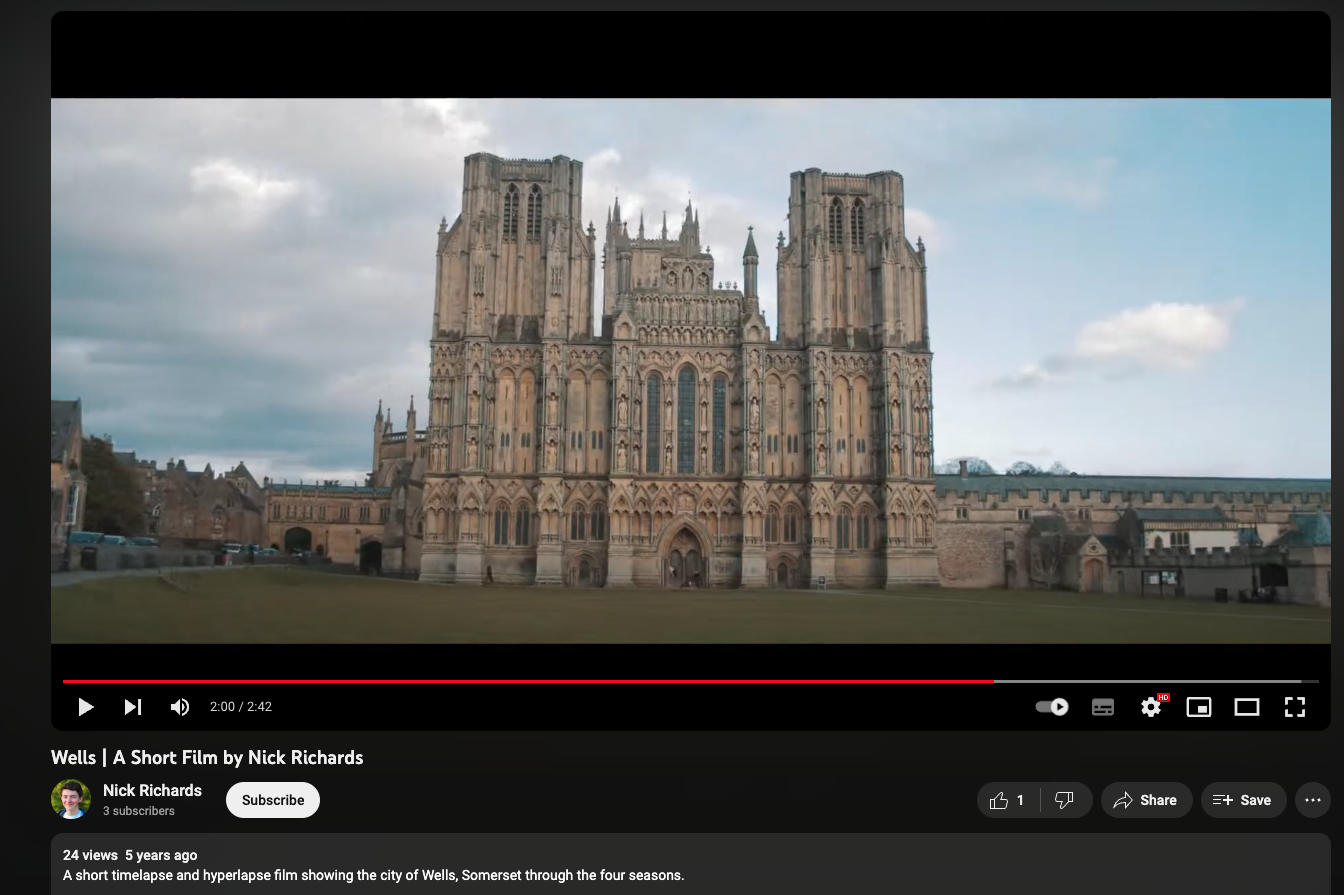 2:00 / 2:42
HD
Wells | A Short Film by Nick Richards
Nick Richards
3 subscribers
Subscribe
1
Share
Save
24 views 5 years ago
A short timelapse and hyperlapse film showing the city of Wells, Somerset through the four seasons.